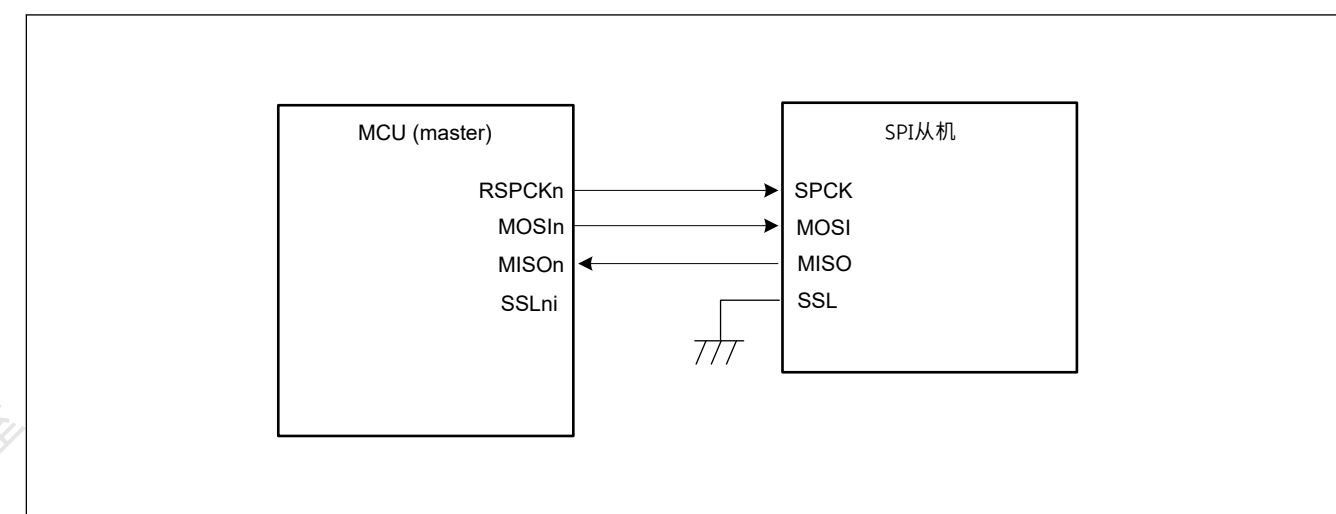 MCU (master)
RSPCKn
MOSIn
MISOn
SSLni
SPI从机
SPCK
MOSI
MISO
SSL